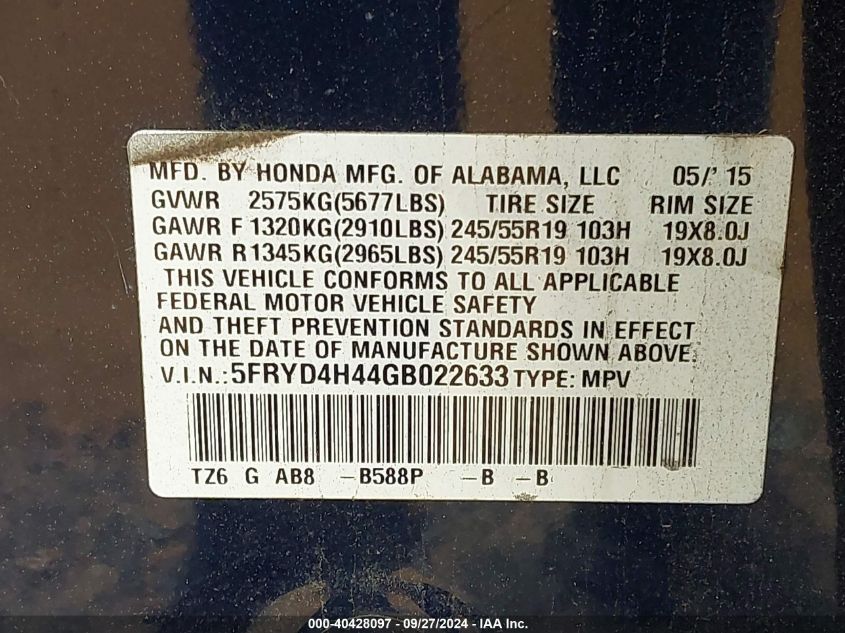 MFD. BY HONDA MFG. OF ALABAMA, LLC 05/' 15
GVWR 2575KG(5677LBS) TIRE SIZE RIM SIZE
GAWR F 1320KG(2910LBS) 245/55R19 103H 19X8.0J
GAWR R 1345KG(2965LBS) 245/55R19 103H 19X8.0J
THIS VEHICLE CONFORMS TO ALL APPLICABLE
FEDERAL MOTOR VEHICLE SAFETY
AND THEFT PREVENTION STANDARDS IN EFFECT
ON THE DATE OF MANUFACTURE SHOWN ABOVE.
V.I.N.: 5FRYD4H44GB022633 TYPE: MPV
TZ6 G AB8 -B588P -B -B
000-40428097 - 09/27/2024 - IAA Inc.